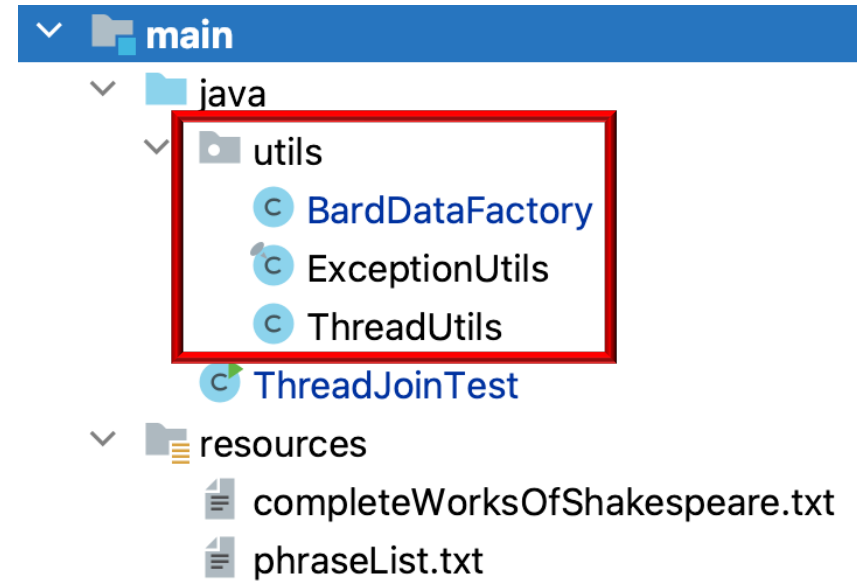 main
java
utils
C BardDataFactory
C ExceptionUtils
C ThreadUtils
C ThreadJoinTest
resources
completeWorksOfShakespeare.txt
phraseList.txt